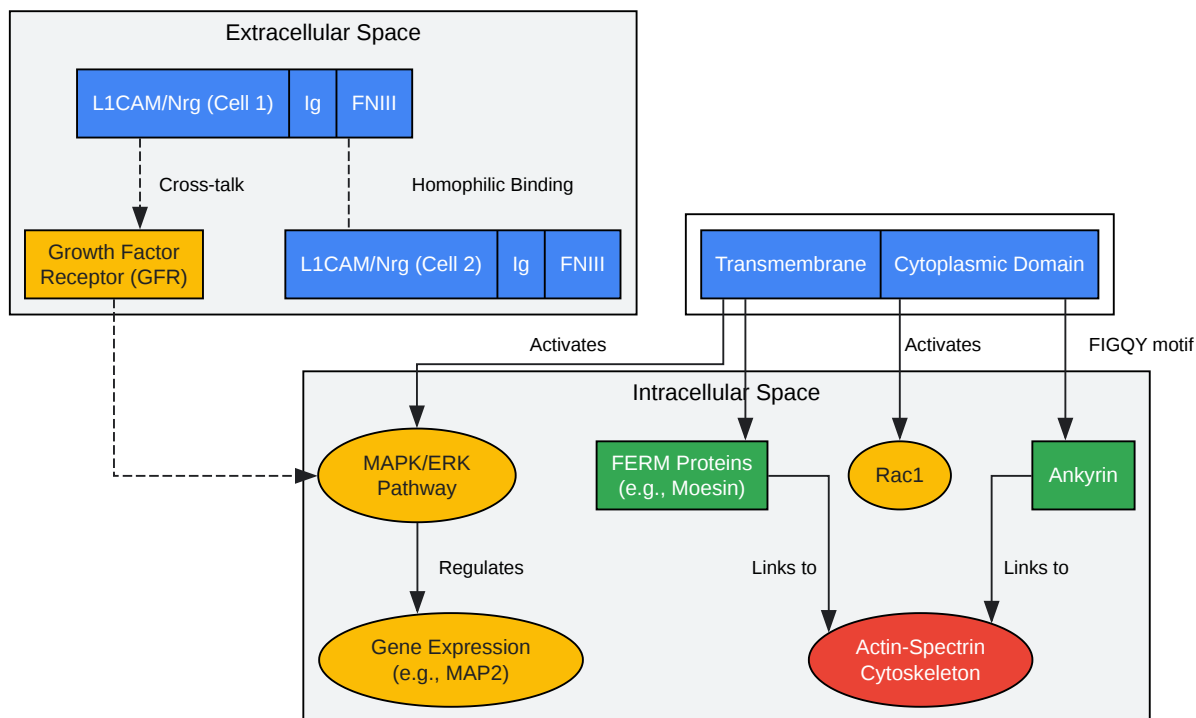 Extracellular Space
L1CAM/Nrg (Cell 1) Ig FNIII
Cross-talk
Homophilic Binding
Growth Factor
Receptor (GFR)
L1CAM/Nrg (Cell 2) Ig FNIII
Transmembrane Cytoplasmic Domain
Activates
Activates
FIGQY motif
Intracellular Space
MAPK/ERK
Pathway
FERM Proteins
(e.g., Moesin)
Rac1
Ankyrin
Regulates
Links to
Links to
Gene Expression
(e.g., MAP2)
Actin-Spectrin
Cytoskeleton